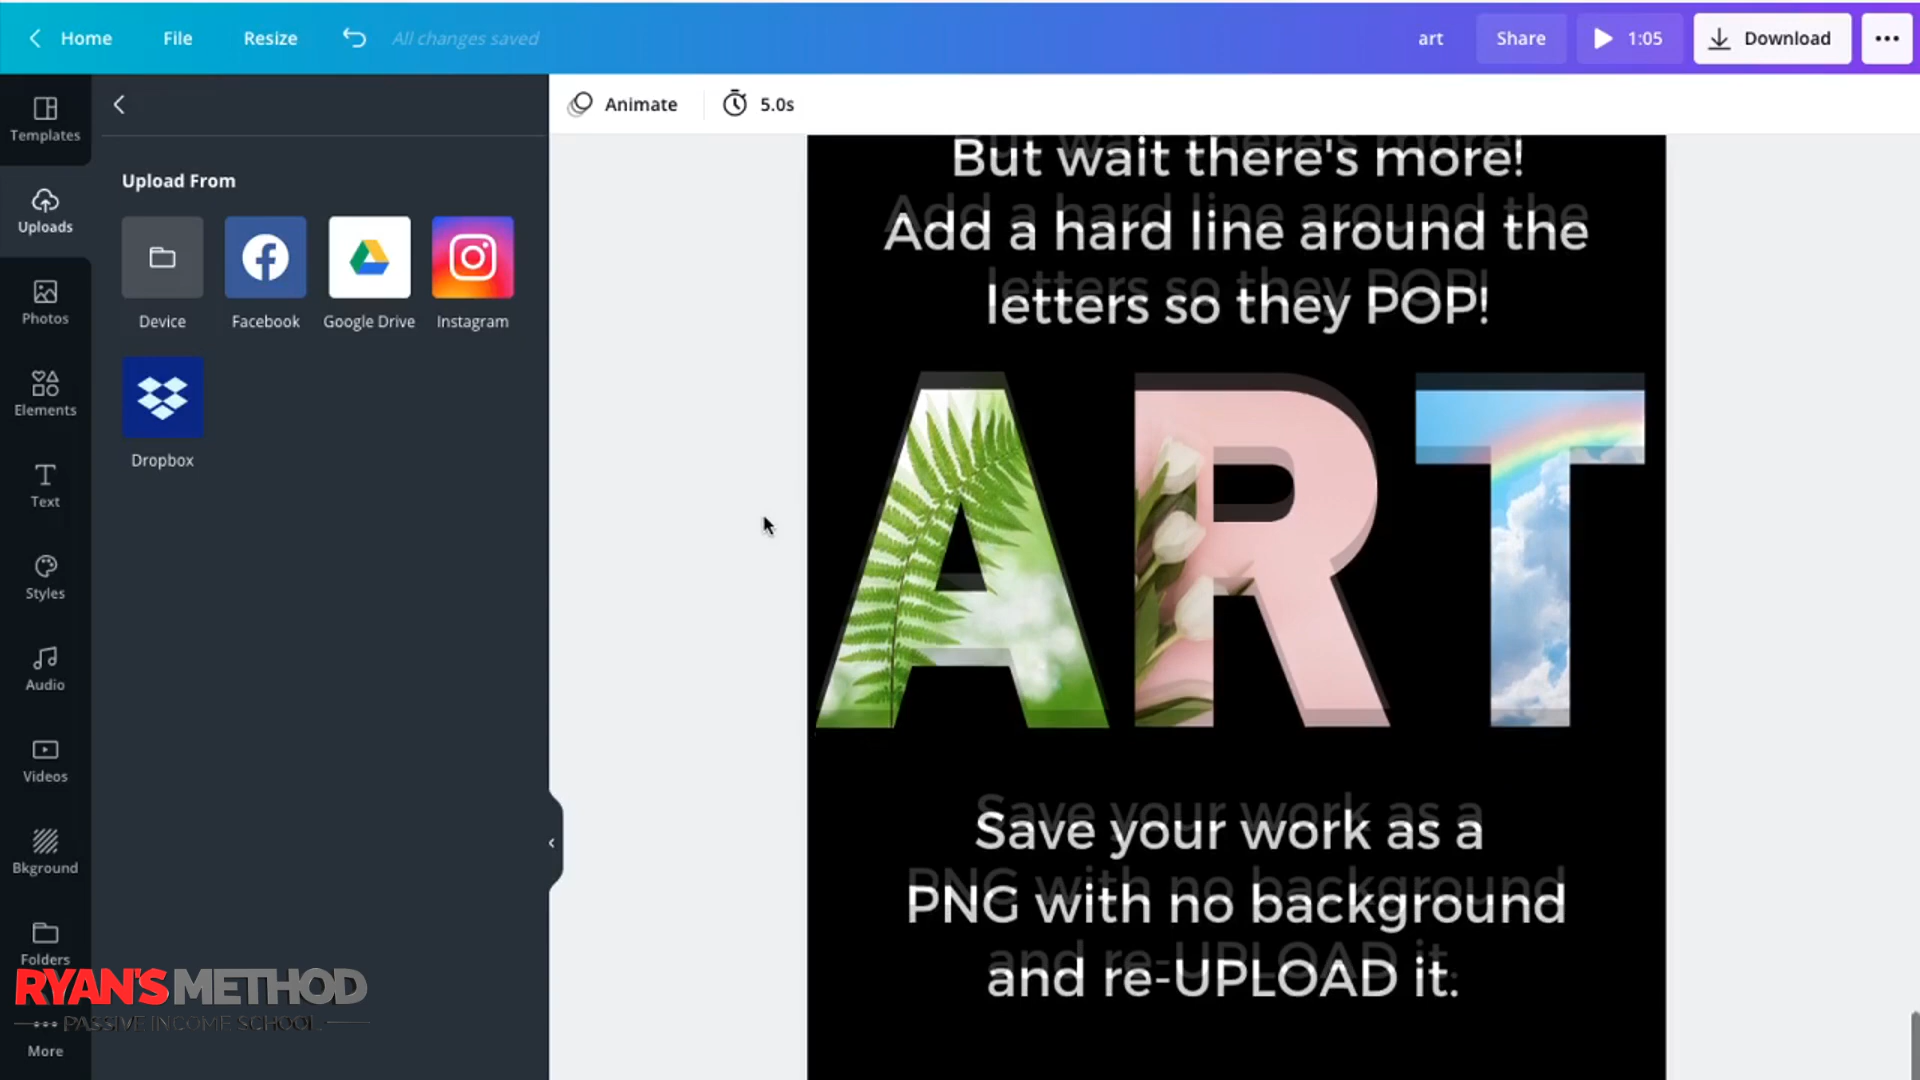 Home File Resize All changes saved art Share 1:05 Download
Animate 5.0s
Templates
Uploads
Photos
Elements
Text
Styles
Audio
Videos
Bkground
Folders
More
Upload From
Device Facebook Google Drive Instagram
Dropbox
But wait there's more!
Add a hard line around the
letters so they POP!
ART
Save your work as a
PNG with no background
and re-UPLOAD it.
RYAN'S METHOD
PASSIVE INCOME SCHOOL